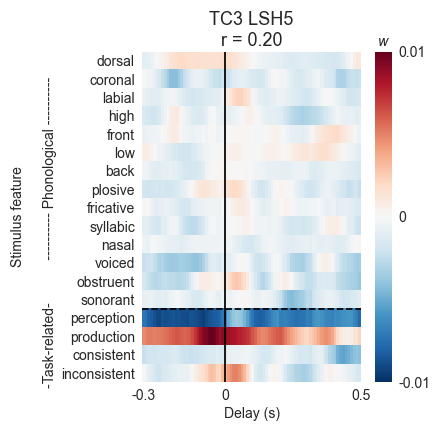 TC3 LSH5
r = 0.20
w
Stimulus feature
-Task-related- ----------- Phonological -----------
dorsal
coronal
labial
high
front
low
back
plosive
fricative
syllabic
nasal
voiced
obstruent
sonorant
perception
production
consistent
inconsistent
-0.3 0 0.5
Delay (s)
0.01
0
-0.01